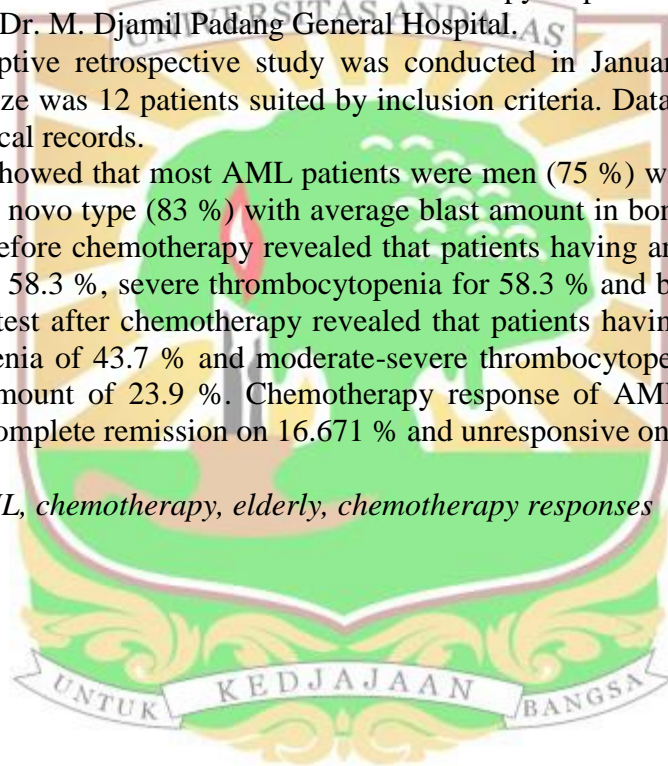 UNIVERSITAS ANDALAS
Dr. M. Djamil Padang General Hospital.
ptive retrospective study was conducted in Januar
ze was 12 patients suited by inclusion criteria. Data
cal records.
howed that most AML patients were men (75 %) w
novo type (83 %) with average blast amount in bon
efore chemotherapy revealed that patients having an
58.3 %, severe thrombocytopenia for 58.3 % and b
test after chemotherapy revealed that patients havin
enia of 43.7 % and moderate-severe thrombocytope
mount of 23.9 %. Chemotherapy response of AML
omplete remission on 16.671 % and unresponsive on
L, chemotherapy, elderly, chemotherapy responses
UNTUK KEDJAJAAN BANGSA